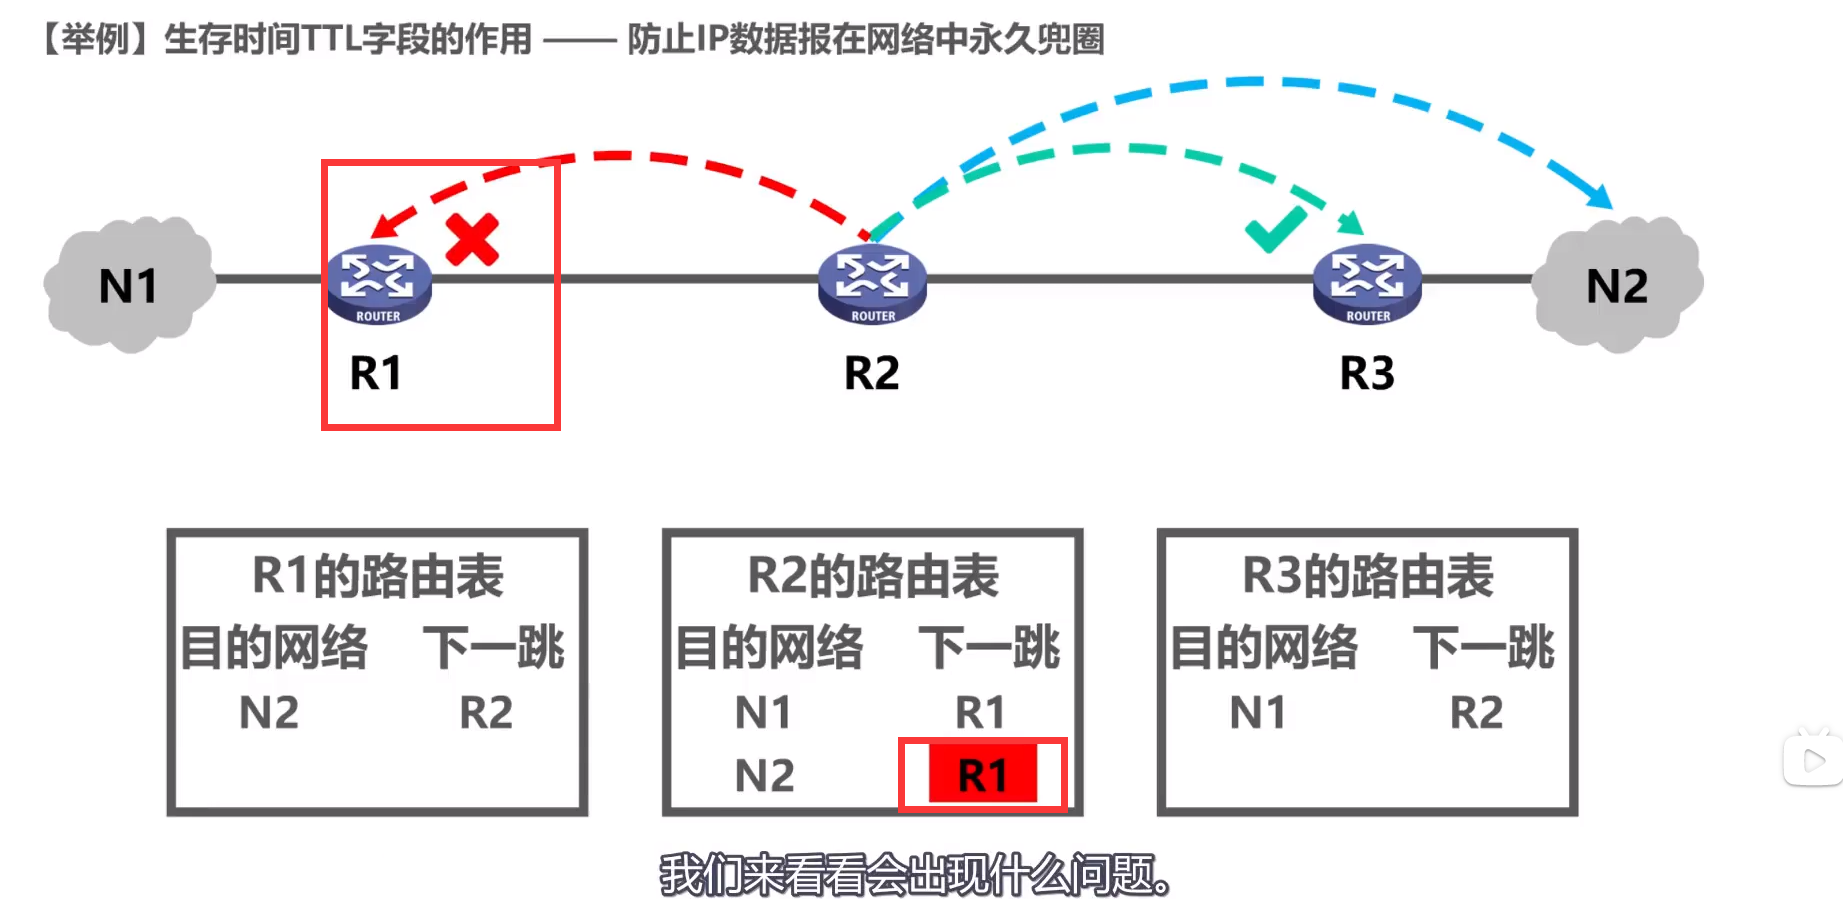 【举例】生存时间TTL字段的作用 —— 防止IP数据报在网络中永久兜圈
N1
ROUTER
ROUTER
ROUTER
N2
R1
R2
R3
R1的路由表
目的网络 下一跳
N2 R2
R2的路由表
目的网络 下一跳
N1 R1
N2 R1
R3的路由表
目的网络 下一跳
N1 R2
我们来看看会出现什么问题。